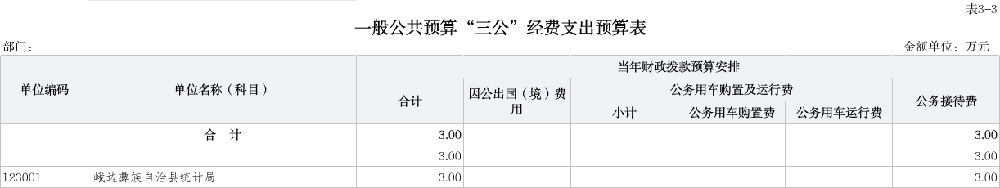 表3-3
一般公共预算“三公”经费支出预算表
部门：
金额单位：万元
单位编码
单位名称（科目）
当年财政拨款预算安排
合计
因公出国（境）费
用
公务用车购置及运行费
小计
公务用车购置费
公务用车运行费
公务接待费
合 计 3.00 3.00
3.00 3.00
123001 峨边彝族自治县统计局 3.00 3.00